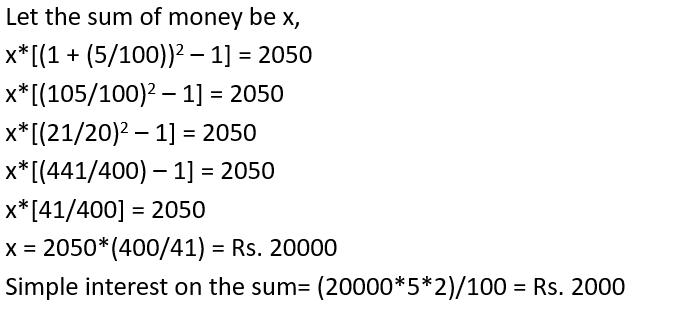 Let the sum of money be x,
x*[(1 + (5/100))² – 1] = 2050
x*[(105/100)² – 1] = 2050
x*[(21/20)² – 1] = 2050
x*[(441/400) – 1] = 2050
x*[41/400] = 2050
x = 2050*(400/41) = Rs. 20000
Simple interest on the sum= (20000*5*2)/100 = Rs. 2000